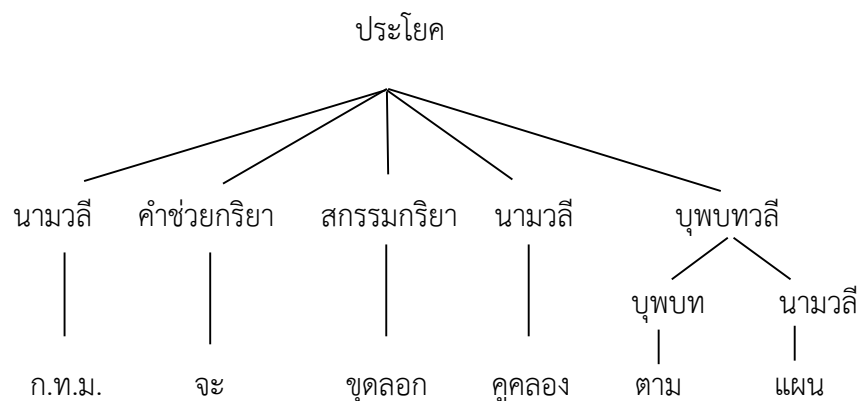 ประโยค
นามวลี คำช่วยกริยา สกรรมกริยา นามวลี บุพบทวลี
บุพบท นามวลี
ก.ท.ม. จะ ขุดลอก คูคลอง ตาม แผน